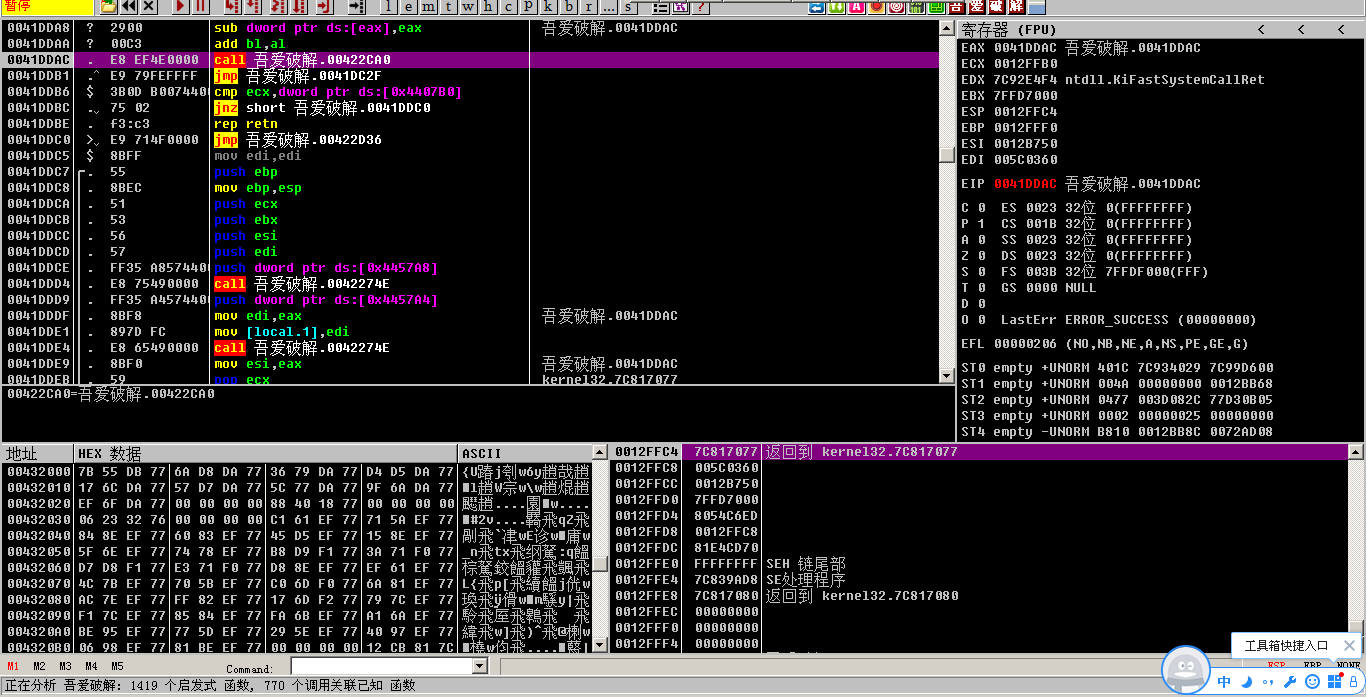 暂停
l e m t w h c p k b r ... s
吾 爱 破 解
0041DDA8 ? 2900 sub dword ptr ds:[eax],eax 吾爱破解.0041DDAC
0041DDAA ? 00C3 add bl,al
0041DDAC . E8 EF4E0000 call 吾爱破解.00422CA0
0041DDB1 .^ E9 79FEFFFF jmp 吾爱破解.0041DC2F
0041DDB6 $ 3B0D B0074400 cmp ecx,dword ptr ds:[0x4407B0]
0041DDBC . 75 02 jnz short 吾爱破解.0041DDC0
0041DDBE . f3:c3 rep retn
0041DDC0 > E9 714F0000 jmp 吾爱破解.00422D36
0041DDC5 $ 8BFF mov edi,edi
0041DDC7 . 55 push ebp
0041DDC8 . 8BEC mov ebp,esp
0041DDCA . 51 push ecx
0041DDCB . 53 push ebx
0041DDCC . 56 push esi
0041DDCD . 57 push edi
0041DDCE . FF35 A8574400 push dword ptr ds:[0x4457A8]
0041DDD4 . E8 75490000 call 吾爱破解.0042274E
0041DDD9 . FF35 A4574400 push dword ptr ds:[0x4457A4]
0041DDDF . 8BF8 mov edi,eax 吾爱破解.0041DDAC
0041DDE1 . 897D FC mov [local.1],edi
0041DDE4 . E8 65490000 call 吾爱破解.0042274E
0041DDE9 . 8BF0 mov esi,eax 吾爱破解.0041DDAC
0041DDEB . 59 pop ecx kernel32.7C817077
00422CA0=吾爱破解.00422CA0
寄存器 (FPU) < < <
EAX 0041DDAC 吾爱破解.0041DDAC
ECX 0012FFB0
EDX 7C92E4F4 ntdll.KiFastSystemCallRet
EBX 7FFD7000
ESP 0012FFC4
EBP 0012FFF0
ESI 0012B750
EDI 005C0360
EIP 0041DDAC 吾爱破解.0041DDAC
C 0 ES 0023 32位 0(FFFFFFFF)
P 1 CS 001B 32位 0(FFFFFFFF)
A 0 SS 0023 32位 0(FFFFFFFF)
Z 0 DS 0023 32位 0(FFFFFFFF)
S 0 FS 003B 32位 7FFDF000(FFF)
T 0 GS 0000 NULL
D 0
O 0 LastErr ERROR_SUCCESS (00000000)
EFL 00000206 (NO,NB,NE,A,NS,PE,GE,G)
ST0 empty +UNORM 401C 7C934029 7C99D600
ST1 empty +UNORM 004A 00000000 0012BB68
ST2 empty +UNORM 0477 003D082C 77D30B05
ST3 empty +UNORM 0002 00000025 00000000
ST4 empty -UNORM B810 0012BB8C 0072AD08
地址 HEX 数据 ASCII
00432000 7B 55 DB 77 6A D8 DA 77 36 79 DA 77 D4 D5 DA 77
00432010 17 6C DA 77 57 D7 DA 77 5C 77 DA 77 9F 6A DA 77
00432020 EF 6F DA 77 00 00 00 00 88 40 18 77 00 00 00 00
00432030 06 23 32 76 00 00 00 00 C1 61 EF 77 71 5A EF 77
00432040 84 8E EF 77 60 83 EF 77 45 D5 EF 77 15 8E EF 77
00432050 5F 6E EF 77 74 78 EF 77 B8 D9 F1 77 3A 71 F0 77
00432060 D7 D8 F1 77 E3 71 F0 77 D8 8E EF 77 EF 61 EF 77
00432070 4C 7B EF 77 70 5B EF 77 C0 6D F0 77 6A 81 EF 77
00432080 AC 7E EF 77 FF 82 EF 77 17 6D F2 77 79 7C EF 77
00432090 F1 7C EF 77 85 84 EF 77 FA 6B EF 77 A1 6A EF 77
004320A0 BE 95 EF 77 77 5D EF 77 29 5E EF 77 40 97 EF 77
004320B0 06 98 EF 77 81 BE EF 77 00 00 00 00 12 CB 81 7C
0012FFC4 7C817077 返回到 kernel32.7C817077
0012FFC8 005C0360
0012FFCC 0012B750
0012FFD0 7FFD7000
0012FFD4 8054C6ED
0012FFD8 0012FFC8
0012FFDC 81E4CD70
0012FFE0 FFFFFFFF SEH 链尾部
0012FFE4 7C839AD8 SE处理程序
0012FFE8 7C817080 返回到 kernel32.7C817080
0012FFEC 00000000
0012FFF0 00000000
0012FFF4 00000000
工具箱快捷入口
M1 M2 M3 M4 M5 Command:
ESP EBP NONE
中
正在分析 吾爱破解: 1419 个启发式 函数, 770 个调用关联已知 函数